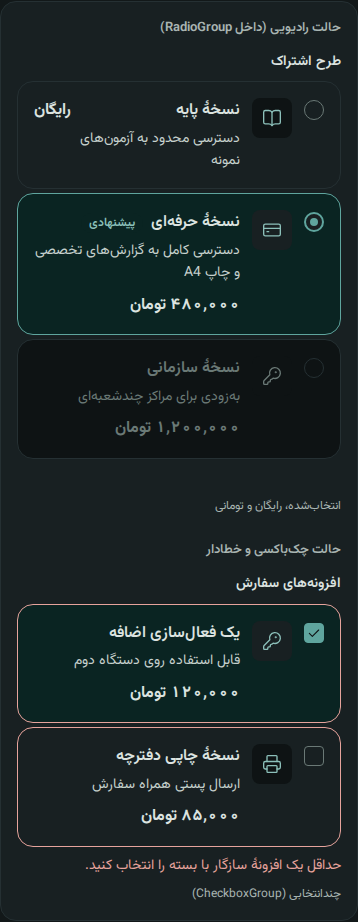 حالت رادیویی (داخل RadioGroup)
طرح اشتراک
نسخهٔ پایه
رایگان
دسترسی محدود به آزمون‌های
نمونه
نسخهٔ حرفه‌ای
پیشنهادی
دسترسی کامل به گزارش‌های تخصصی
و چاپ A4
۴۸۰,۰۰۰ تومان
نسخهٔ سازمانی
به‌زودی برای مراکز چندشعبه‌ای
۱,۲۰۰,۰۰۰ تومان
انتخاب‌شده، رایگان و تومانی
حالت چک‌باکسی و خطادار
افزونه‌های سفارش
یک فعال‌سازی اضافه
قابل استفاده روی دستگاه دوم
۱۲۰,۰۰۰ تومان
نسخهٔ چاپی دفترچه
ارسال پستی همراه سفارش
۸۵,۰۰۰ تومان
حداقل یک افزونهٔ سازگار با بسته را انتخاب کنید.
چندانتخابی (CheckboxGroup)